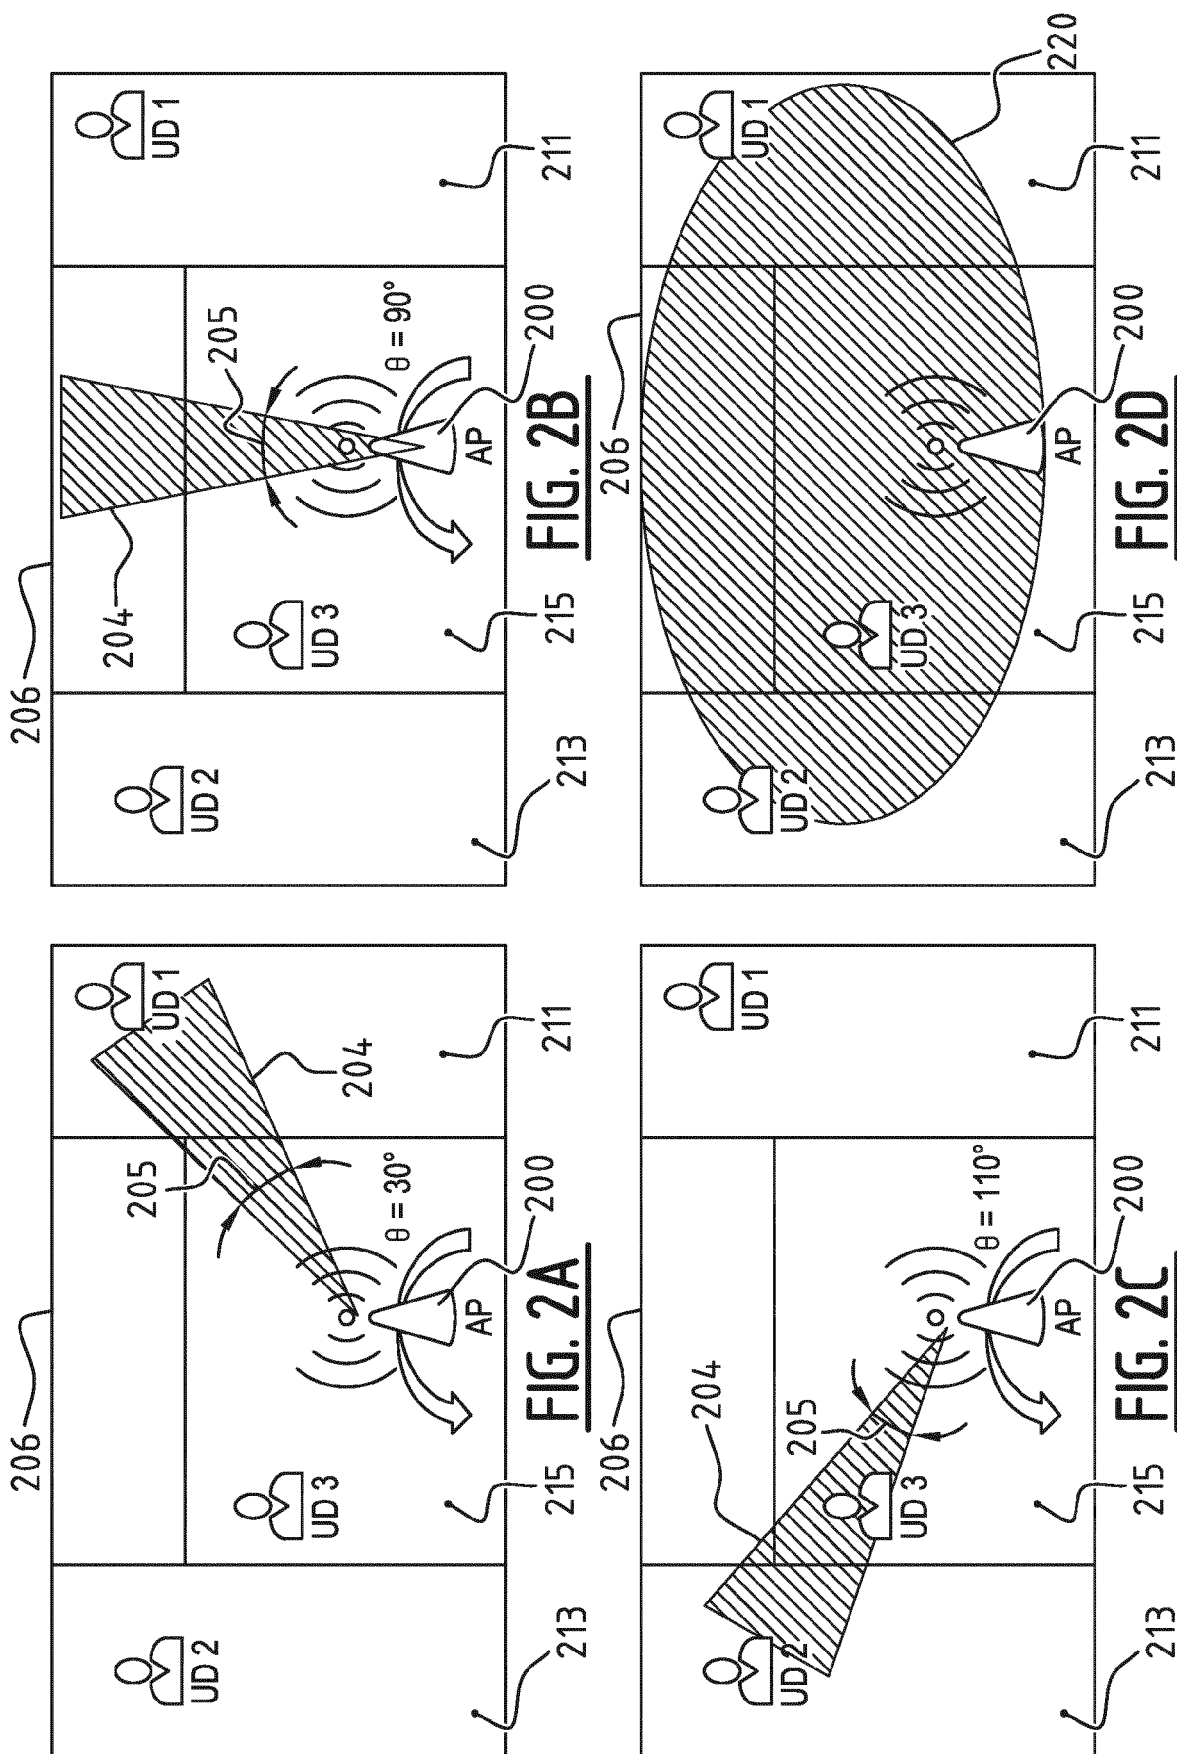 206
UD 1
205
UD 2
UD 3
204
θ = 30°
AP
200
213
215
211
FIG. 2A
206
204
UD 1
UD 2
205
UD 3
θ = 90°
AP
200
213
215
211
FIG. 2B
206
204
UD 1
UD 2
205
UD 3
θ = 110°
AP
200
213
215
211
FIG. 2C
206
UD 1
UD 2
UD 3
220
AP
200
213
215
211
FIG. 2D